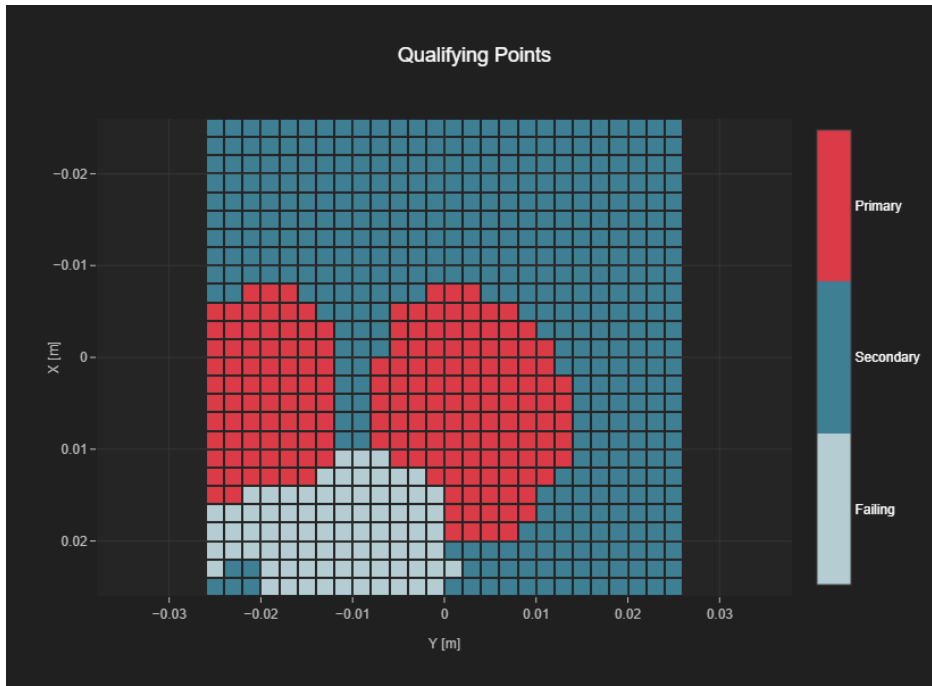 Qualifying Points
−0.02
−0.01
0
0.01
0.02
X [m]
−0.03
−0.02
−0.01
0
0.01
0.02
0.03
Y [m]
Primary
Secondary
Failing